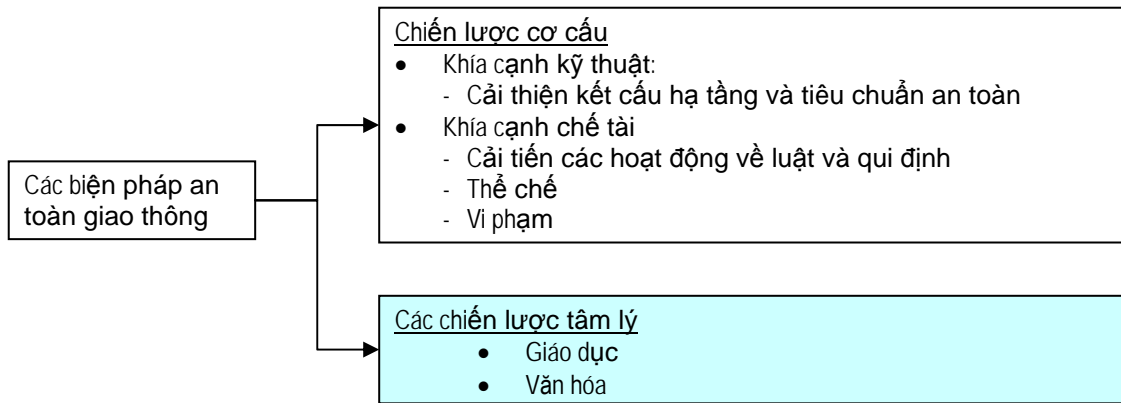 Các biện pháp an
toàn giao thông
Chiến lược cơ cấu
• Khía cạnh kỹ thuật:
- Cải thiện kết cấu hạ tầng và tiêu chuẩn an toàn
• Khía cạnh chế tài
- Cải tiến các hoạt động về luật và qui định
- Thể chế
- Vi phạm
Các chiến lược tâm lý
• Giáo dục
• Văn hóa